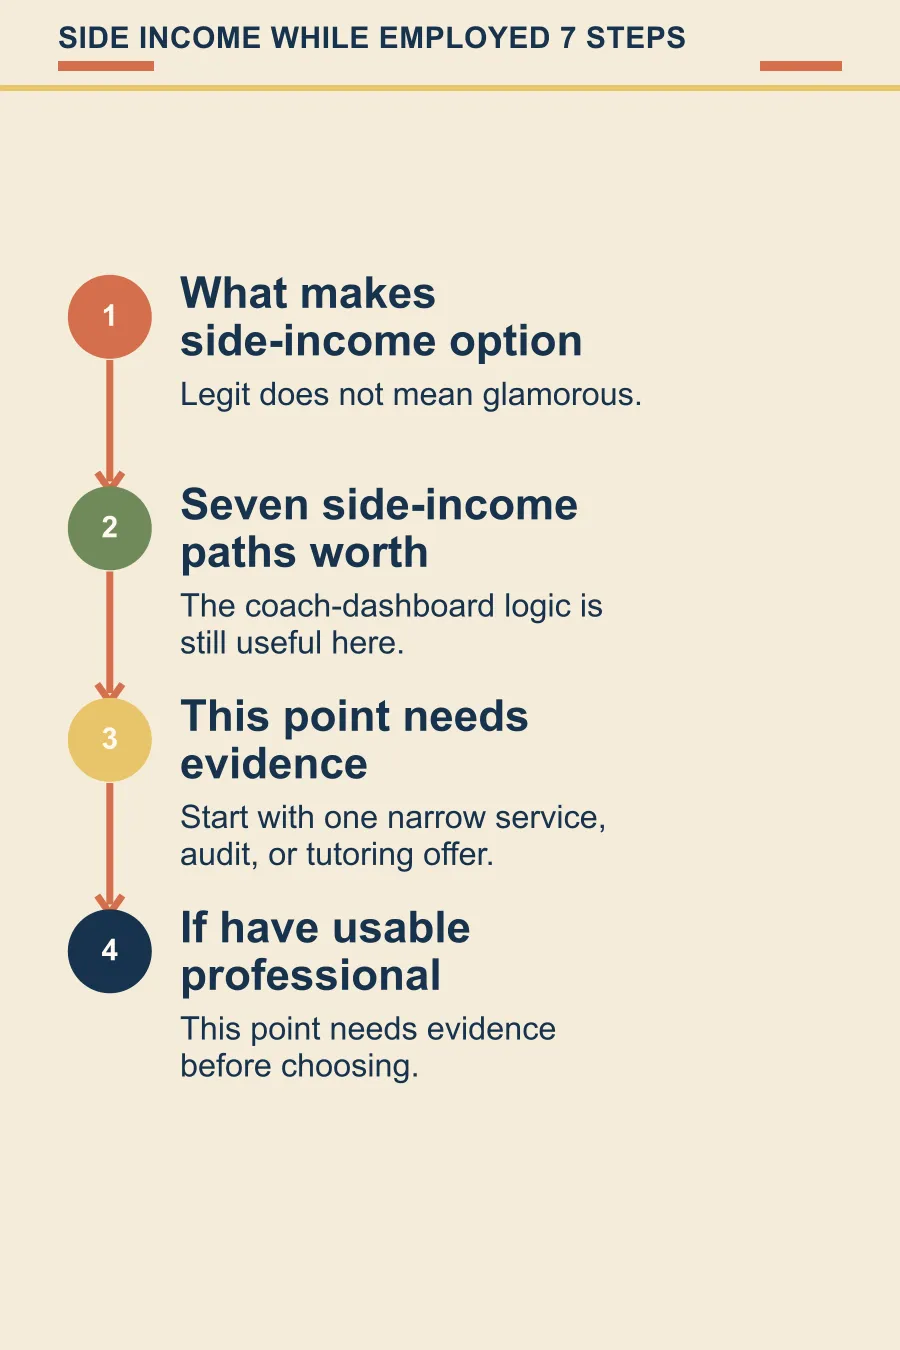 SIDE INCOME WHILE EMPLOYED 7 STEPS
1
What makes
side-income option
Legit does not mean glamorous.
2
Seven side-income
paths worth
The coach-dashboard logic is
still useful here.
3
This point needs
evidence
Start with one narrow service,
audit, or tutoring offer.
4
If have usable
professional
This point needs evidence
before choosing.